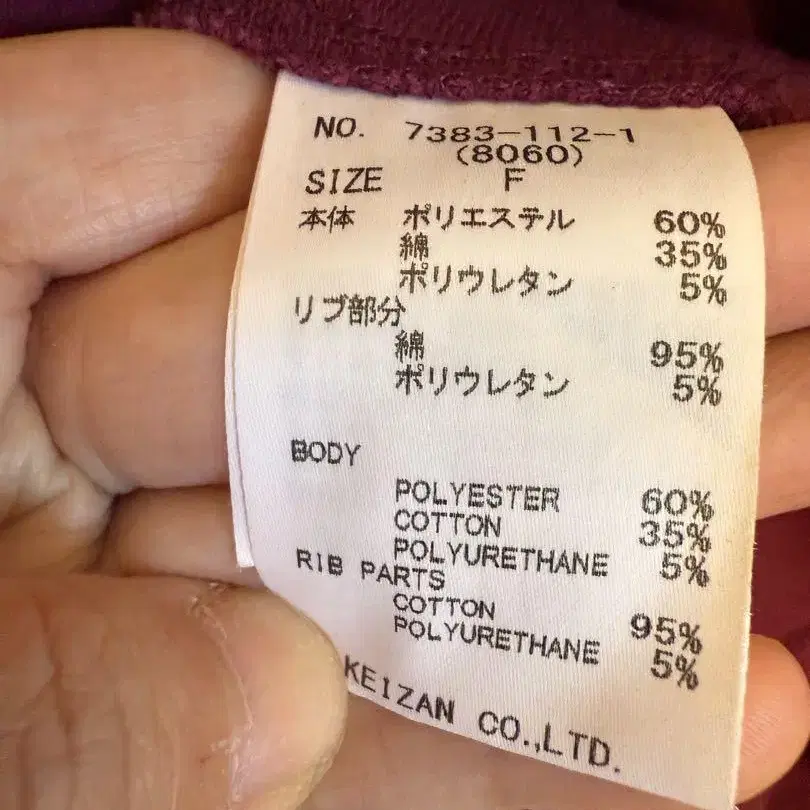 NO. 7383-112-1
(8060)
SIZE F
本体 ポリエステル 60%
綿 35%
ポリウレタン 5%
リブ部分
綿 95%
ポリウレタン 5%
BODY
POLYESTER 60%
COTTON 35%
POLYURETHANE 5%
RIB PARTS
COTTON 95%
POLYURETHANE 5%
KEIZAN CO.,LTD.